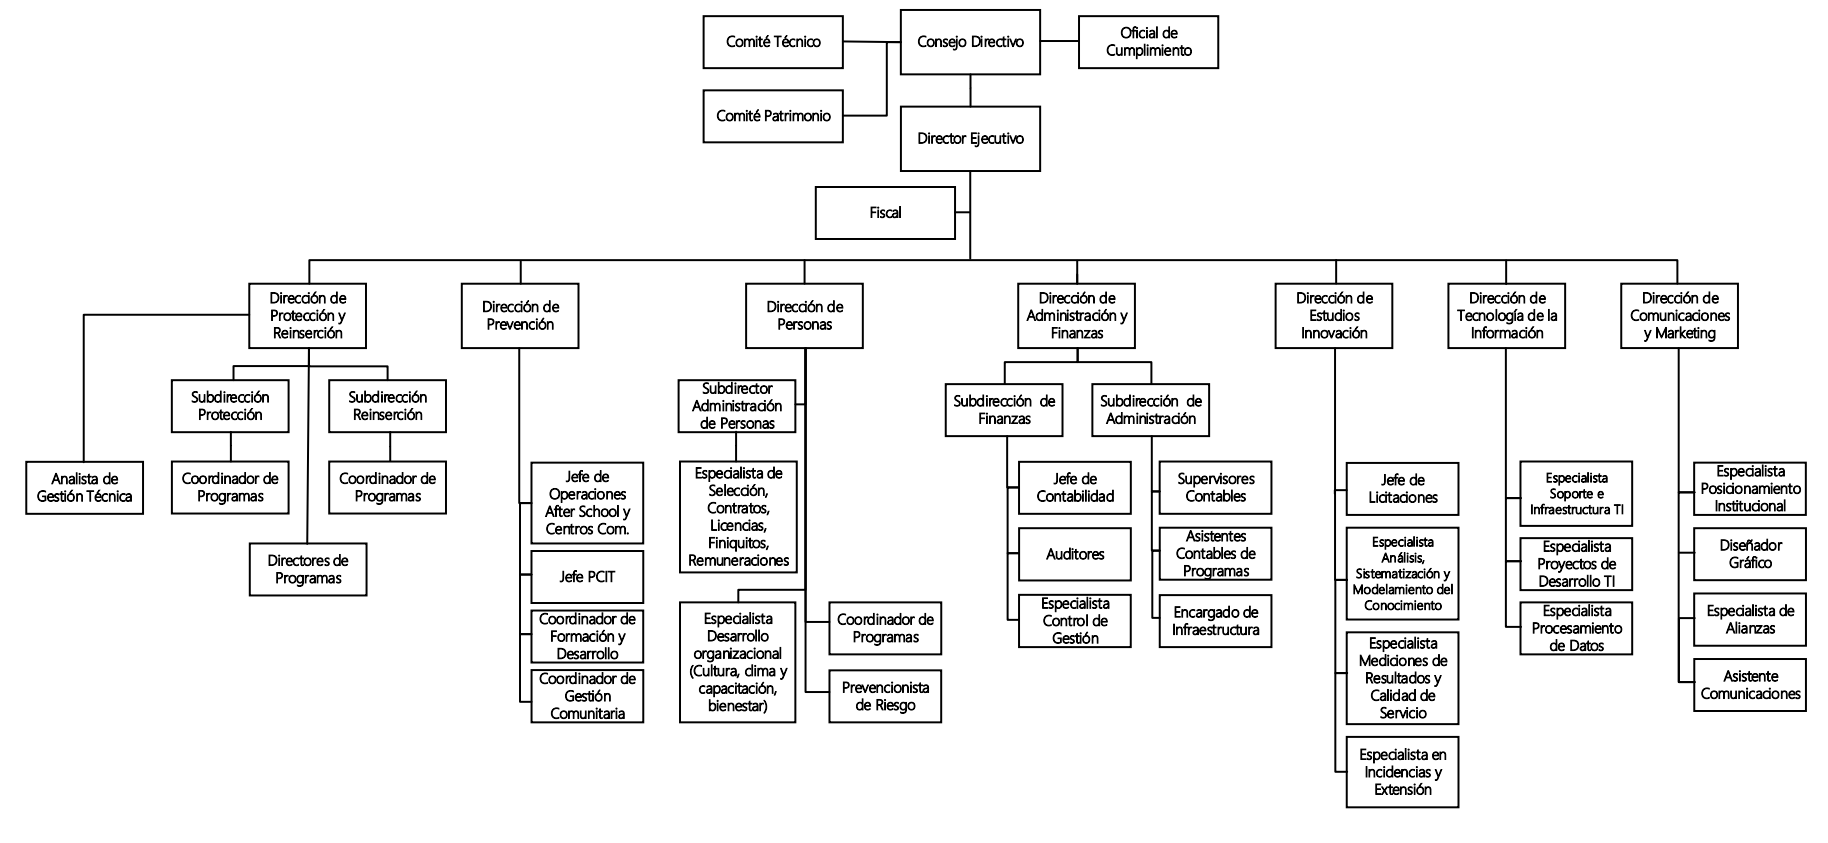 Comité Técnico
Consejo Directivo
Oficial de
Cumplimiento
Comité Patrimonio
Director Ejecutivo
Fiscal
Dirección de
Protección y
Reinserción
Dirección de
Prevención
Dirección de
Personas
Dirección de
Administración y
Finanzas
Dirección de
Estudios
Innovación
Dirección de
Tecnología de la
Información
Dirección de
Comunicaciones
y Marketing
Subdirección
Protección
Subdirección
Reinserción
Analista de
Gestión Técnica
Coordinador de
Programas
Coordinador de
Programas
Directores de
Programas
Jefe de
Operaciones
After School y
Centros Com.
Jefe PCIT
Coordinador de
Formación y
Desarrollo
Coordinador de
Gestión
Comunitaria
Subdirector
Administración
de Personas
Especialista de
Selección,
Contratos,
Licencias,
Finiquitos,
Remuneraciones
Especialista
Desarrollo
organizacional
(Cultura, clima y
capacitación,
bienestar)
Coordinador de
Programas
Prevencionista
de Riesgo
Subdirección de
Finanzas
Subdirección de
Administración
Jefe de
Contabilidad
Auditores
Especialista
Control de
Gestión
Supervisores
Contables
Asistentes
Contables de
Programas
Encargado de
Infraestructura
Jefe de
Licitaciones
Especialista
Análisis,
Sistematización y
Modelamiento del
Conocimiento
Especialista
Mediciones de
Resultados y
Calidad de
Servicio
Especialista en
Incidencias y
Extensión
Especialista
Soporte e
Infraestructura TI
Especialista
Proyectos de
Desarrollo TI
Especialista
Procesamiento
de Datos
Especialista
Posicionamiento
Institucional
Diseñador
Gráfico
Especialista de
Alianzas
Asistente
Comunicaciones